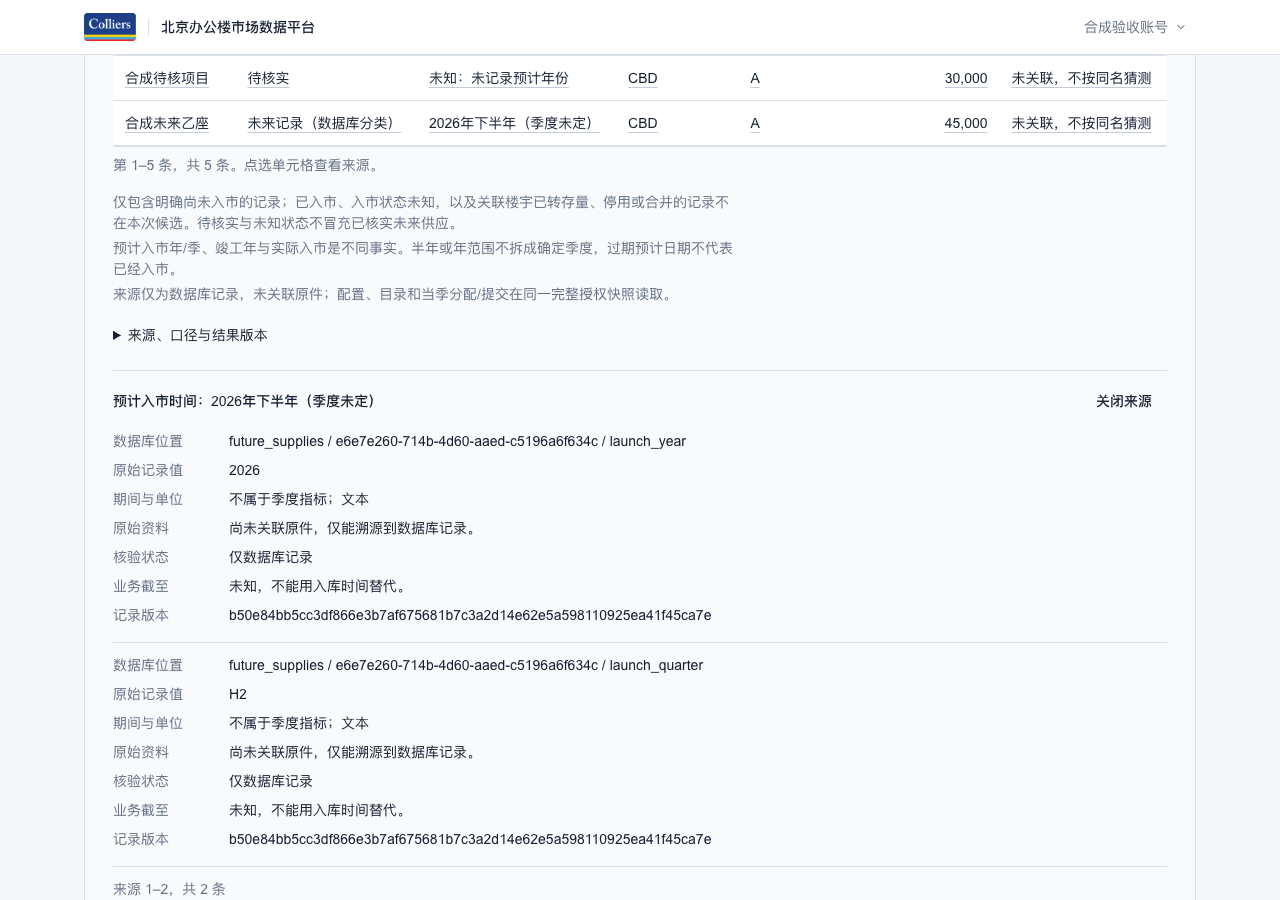 Colliers 北京办公楼市场数据平台 合成验收账号
合成待核项目 待核实 未知：未记录预计年份 CBD A 30,000 未关联，不按同名猜测
合成未来乙座 未来记录（数据库分类） 2026年下半年（季度未定） CBD A 45,000 未关联，不按同名猜测
第 1–5 条，共 5 条。点选单元格查看来源。
仅包含明确尚未入市的记录；已入市、入市状态未知，以及关联楼宇已转存量、停用或合并的记录不
在本次候选。待核实与未知状态不冒充已核实未来供应。
预计入市年/季、竣工年与实际入市是不同事实。半年或年范围不拆成确定季度，过期预计日期不代表
已经入市。
来源仅为数据库记录，未关联原件；配置、目录和当季分配/提交在同一完整授权快照读取。
来源、口径与结果版本
预计入市时间：2026年下半年（季度未定） 关闭来源
数据库位置 future_supplies / e6e7e260-714b-4d60-aaed-c5196a6f634c / launch_year
原始记录值 2026
期间与单位 不属于季度指标；文本
原始资料 尚未关联原件，仅能溯源到数据库记录。
核验状态 仅数据库记录
业务截至 未知，不能用入库时间替代。
记录版本 b50e84bb5cc3df866e3b7af675681b7c3a2d14e62e5a598110925ea41f45ca7e
数据库位置 future_supplies / e6e7e260-714b-4d60-aaed-c5196a6f634c / launch_quarter
原始记录值 H2
期间与单位 不属于季度指标；文本
原始资料 尚未关联原件，仅能溯源到数据库记录。
核验状态 仅数据库记录
业务截至 未知，不能用入库时间替代。
记录版本 b50e84bb5cc3df866e3b7af675681b7c3a2d14e62e5a598110925ea41f45ca7e
来源 1–2，共 2 条